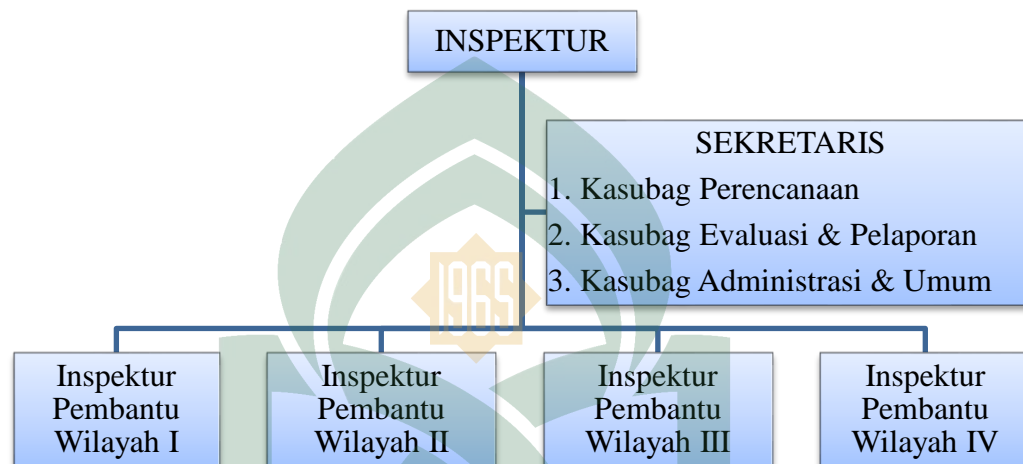 INSPEKTUR
SEKRETARIS
1. Kasubag Perencanaan
2. Kasubag Evaluasi & Pelaporan
3. Kasubag Administrasi & Umum
1965
Inspektur
Pembantu
Wilayah I
Inspektur
Pembantu
Wilayah II
Inspektur
Pembantu
Wilayah III
Inspektur
Pembantu
Wilayah IV